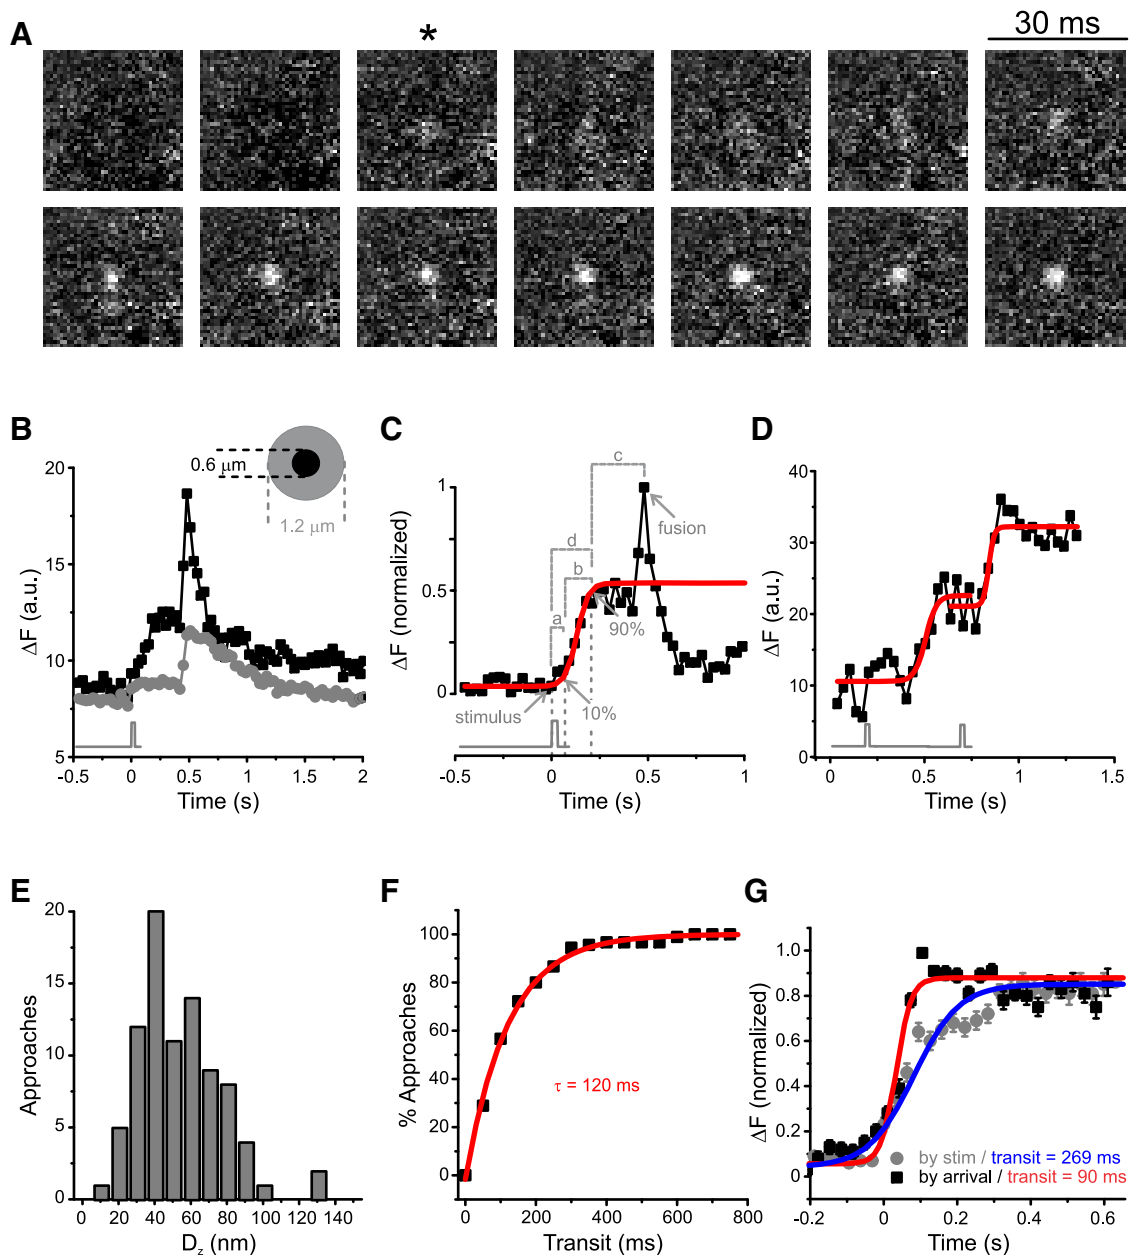 A
*
30 ms
B
20
15
10
5
ΔF (a.u.)
-0.5
0
0.5
1
1.5
2
Time (s)
0.6 μm
1.2 μm
C
1
0.5
0
ΔF (normalized)
-0.5
0
0.5
1
Time (s)
a
b
c
d
fusion
90%
10%
stimulus
D
40
30
20
10
0
ΔF (a.u.)
0
0.5
1
1.5
Time (s)
E
20
15
10
5
0
Approaches
0
20
60
100
140
D_z (nm)
F
100
80
60
40
20
0
% Approaches
0
200
400
600
800
Transit (ms)
τ = 120 ms
G
1.0
0.8
0.6
0.4
0.2
0
ΔF (normalized)
-0.2
0
0.2
0.4
0.6
Time (s)
by stim / transit = 269 ms
by arrival / transit = 90 ms